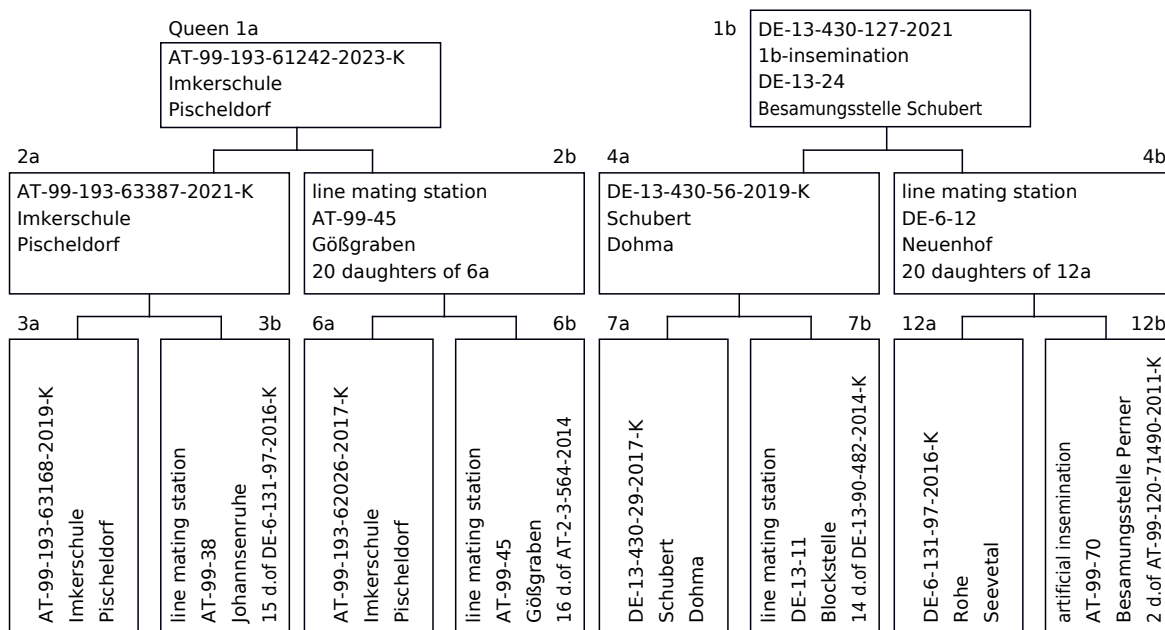 Queen 1a
AT-99-193-61242-2023-K
Imkerschule
Pischeldorf
1b
DE-13-430-127-2021
1b-insemination
DE-13-24
Besamungsstelle Schubert
2a
AT-99-193-63387-2021-K
Imkerschule
Pischeldorf
2b
line mating station
AT-99-45
Gößgraben
20 daughters of 6a
4a
DE-13-430-56-2019-K
Schubert
Dohma
4b
line mating station
DE-6-12
Neuenhof
20 daughters of 12a
3a
AT-99-193-63168-2019-K
Imkerschule
Pischeldorf
3b
line mating station
AT-99-38
Johannsenruhe
15 d.of DE-6-131-97-2016-K
6a
AT-99-193-62026-2017-K
Imkerschule
Pischeldorf
6b
line mating station
AT-99-45
Gößgraben
16 d.of AT-2-3-564-2014
7a
DE-13-430-29-2017-K
Schubert
Dohma
7b
line mating station
DE-13-11
Blockstelle
14 d.of DE-13-90-482-2014-K
12a
DE-6-131-97-2016-K
Rohe
Seevetal
12b
artificial insemination
AT-99-70
Besamungsstelle Perner
2 d.of AT-99-120-71490-2011-K